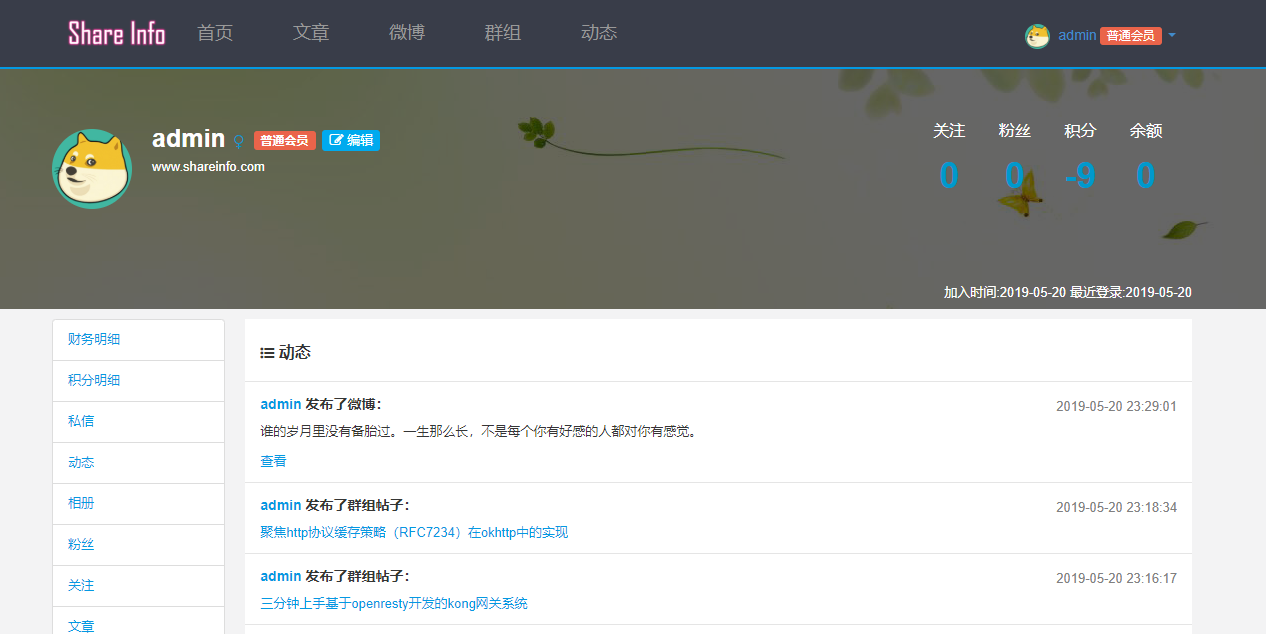 Share Info 首页 文章 微博 群组 动态 admin 普通会员
admin 普通会员 编辑
www.shareinfo.com
关注 粉丝 积分 余额
0 0 -9 0
加入时间:2019-05-20 最近登录:2019-05-20
财务明细
积分明细
私信
动态
相册
粉丝
关注
文章
动态
admin 发布了微博: 2019-05-20 23:29:01
谁的岁月里没有备胎过。一生那么长，不是每个你有好感的人都对你有感觉。
查看
admin 发布了群组帖子: 2019-05-20 23:18:34
聚焦http协议缓存策略（RFC7234）在okhttp中的实现
admin 发布了群组帖子: 2019-05-20 23:16:17
三分钟上手基于openresty开发的kong网关系统